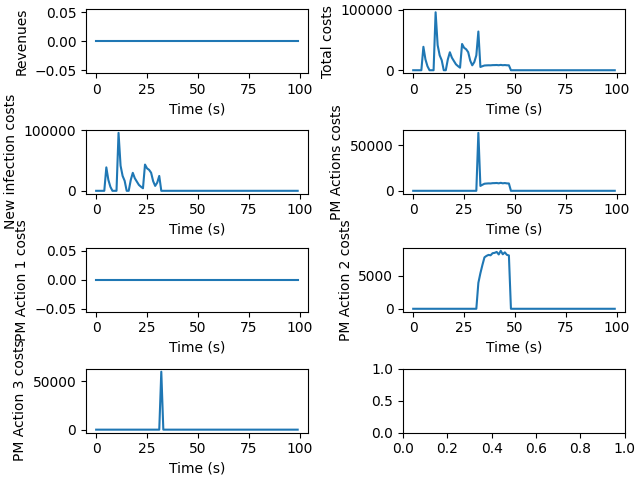 Revenues
0.05
0.00
−0.05
0 25 50 75 100
Time (s)
Total costs
100000
0
0 25 50 75 100
Time (s)
New infection costs
100000
0
0 25 50 75 100
Time (s)
PM Actions costs
50000
0
0 25 50 75 100
Time (s)
PM Action 1 costs
0.05
0.00
−0.05
0 25 50 75 100
Time (s)
PM Action 2 costs
5000
0
0 25 50 75 100
Time (s)
PM Action 3 costs
50000
0
0 25 50 75 100
Time (s)
1.0
0.5
0.0
0.0 0.2 0.4 0.6 0.8 1.0